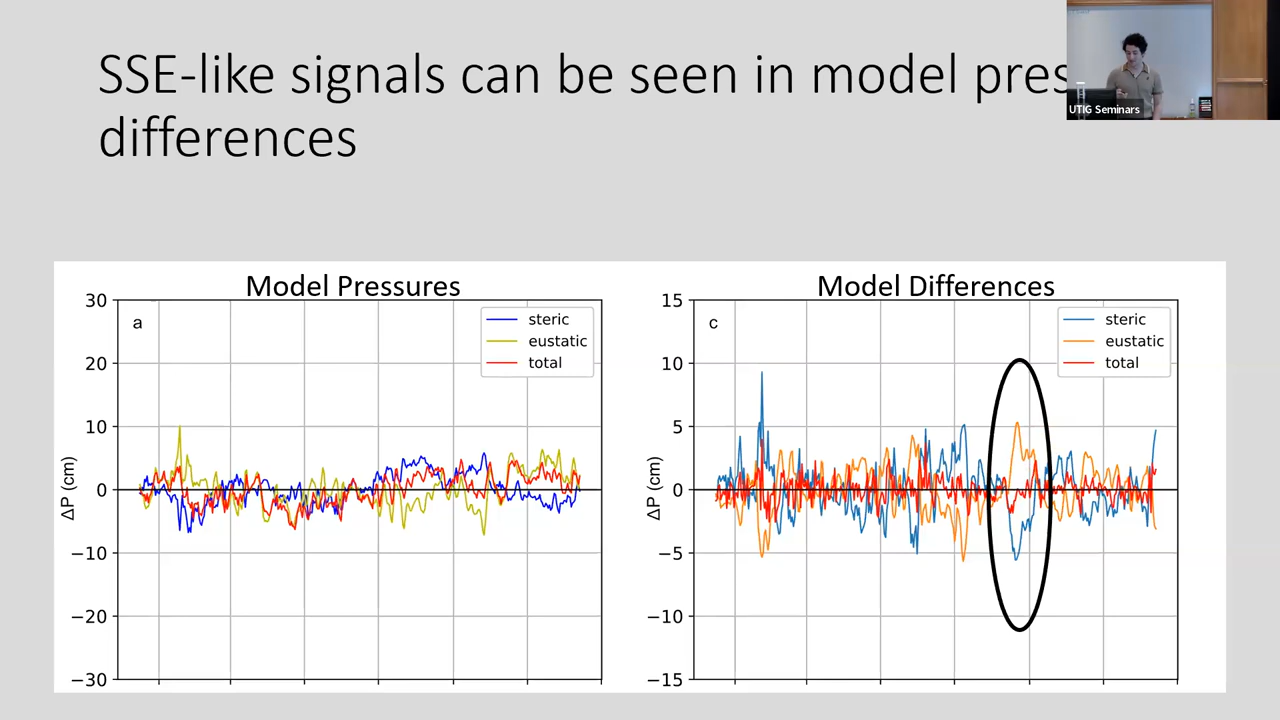 SSE-like signals can be seen in model
differences
UTIG Seminars
Model Pressures
30
20
10
0
−10
−20
−30
ΔP (cm)
a
steric
eustatic
total
Model Differences
15
10
5
0
−5
−10
−15
ΔP (cm)
c
steric
eustatic
total